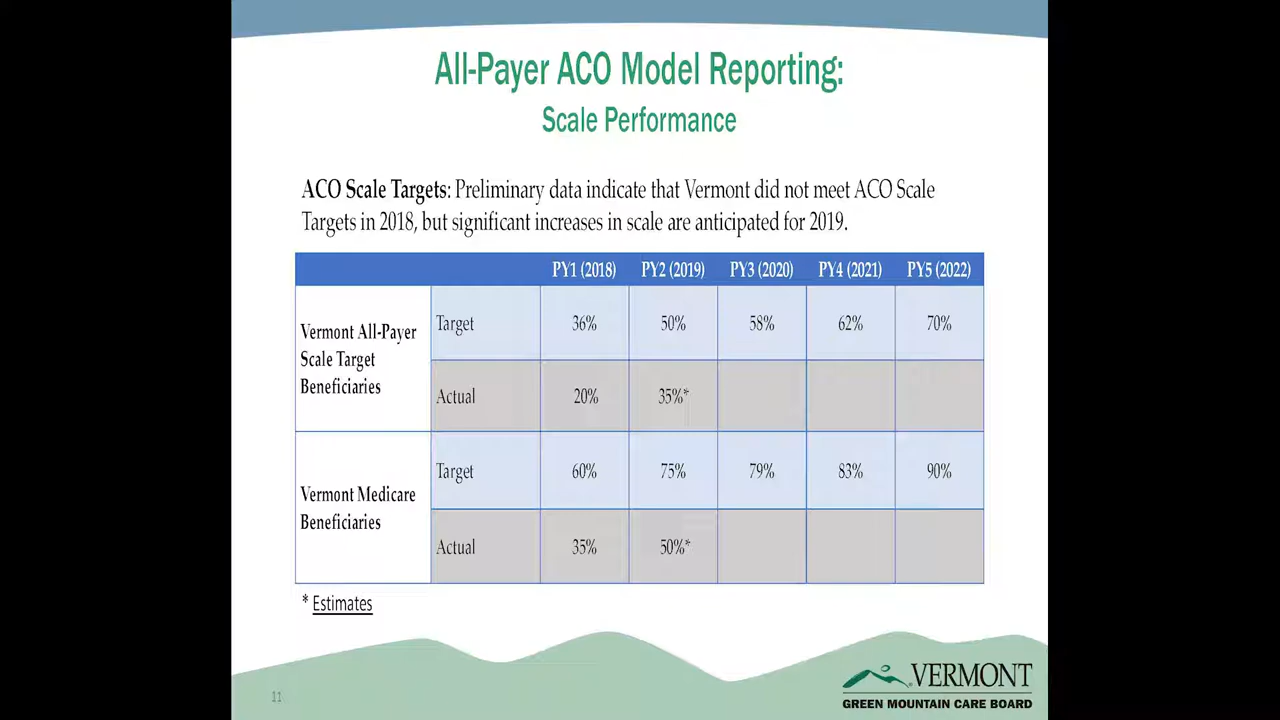 All-Payer ACO Model Reporting:
Scale Performance
ACO Scale Targets: Preliminary data indicate that Vermont did not meet ACO Scale
Targets in 2018, but significant increases in scale are anticipated for 2019.
PY1 (2018) PY2 (2019) PY3 (2020) PY4 (2021) PY5 (2022)
Vermont All-Payer
Scale Target
Beneficiaries
Target 36% 50% 58% 62% 70%
Actual 20% 35%*
Vermont Medicare
Beneficiaries
Target 60% 75% 79% 83% 90%
Actual 35% 50%*
* Estimates
11
VERMONT
GREEN MOUNTAIN CARE BOARD